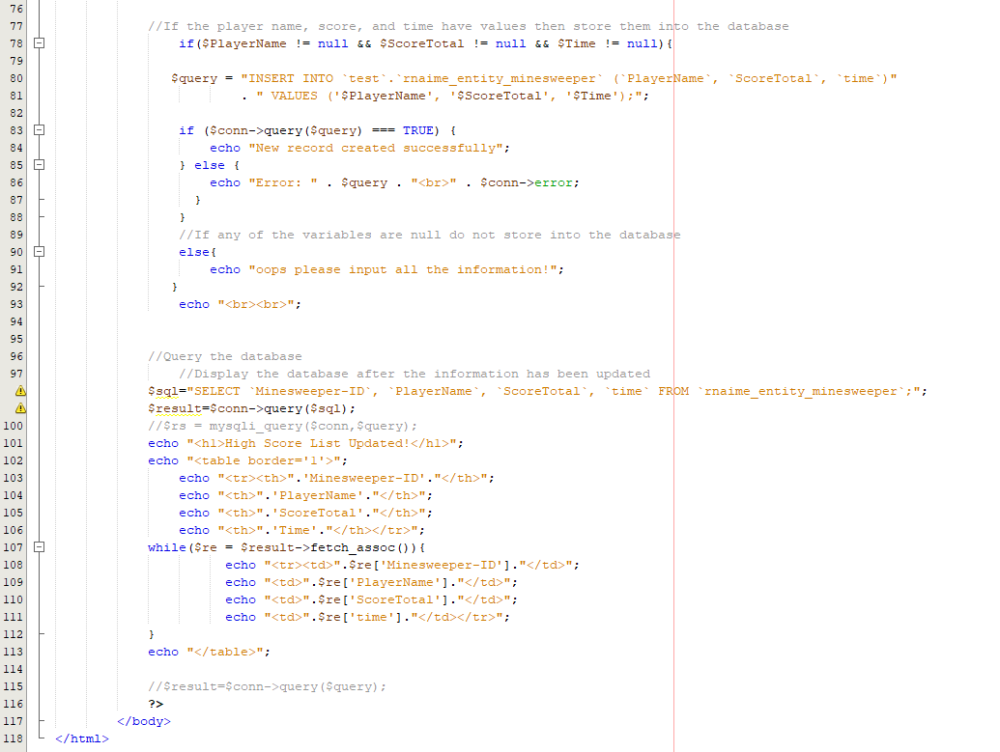 76
77 //If the player name, score, and time have values then store them into the database
78 if($PlayerName != null && $ScoreTotal != null && $Time != null){
79
80 $query = "INSERT INTO `test`.`rnaime_entity_minesweeper` (`PlayerName`, `ScoreTotal`, `time`)"
81 . " VALUES ('$PlayerName', '$ScoreTotal', '$Time');";
82
83 if ($conn->query($query) === TRUE) {
84 echo "New record created successfully";
85 } else {
86 echo "Error: " . $query . "<br>" . $conn->error;
87 }
88 }
89 //If any of the variables are null do not store into the database
90 else{
91 echo "oops please input all the information!";
92 }
93 echo "<br><br>";
94
95
96 //Query the database
97 //Display the database after the information has been updated
$sql="SELECT `Minesweeper-ID`, `PlayerName`, `ScoreTotal`, `time` FROM `rnaime_entity_minesweeper`;";
$result=$conn->query($sql);
100 //$rs = mysqli_query($conn,$query);
101 echo "<h1>High Score List Updated!</h1>";
102 echo "<table border='1'>";
103 echo "<tr><th>".'Minesweeper-ID'."</th>";
104 echo "<th>".'PlayerName'."</th>";
105 echo "<th>".'ScoreTotal'."</th>";
106 echo "<th>".'Time'."</th></tr>";
107 while($re = $result->fetch_assoc()){
108 echo "<tr><td>".$re['Minesweeper-ID']."</td>";
109 echo "<td>".$re['PlayerName']."</td>";
110 echo "<td>".$re['ScoreTotal']."</td>";
111 echo "<td>".$re['time']."</td></tr>";
112 }
113 echo "</table>";
114
115 //$result=$conn->query($query);
116 ?>
117 </body>
118 </html>